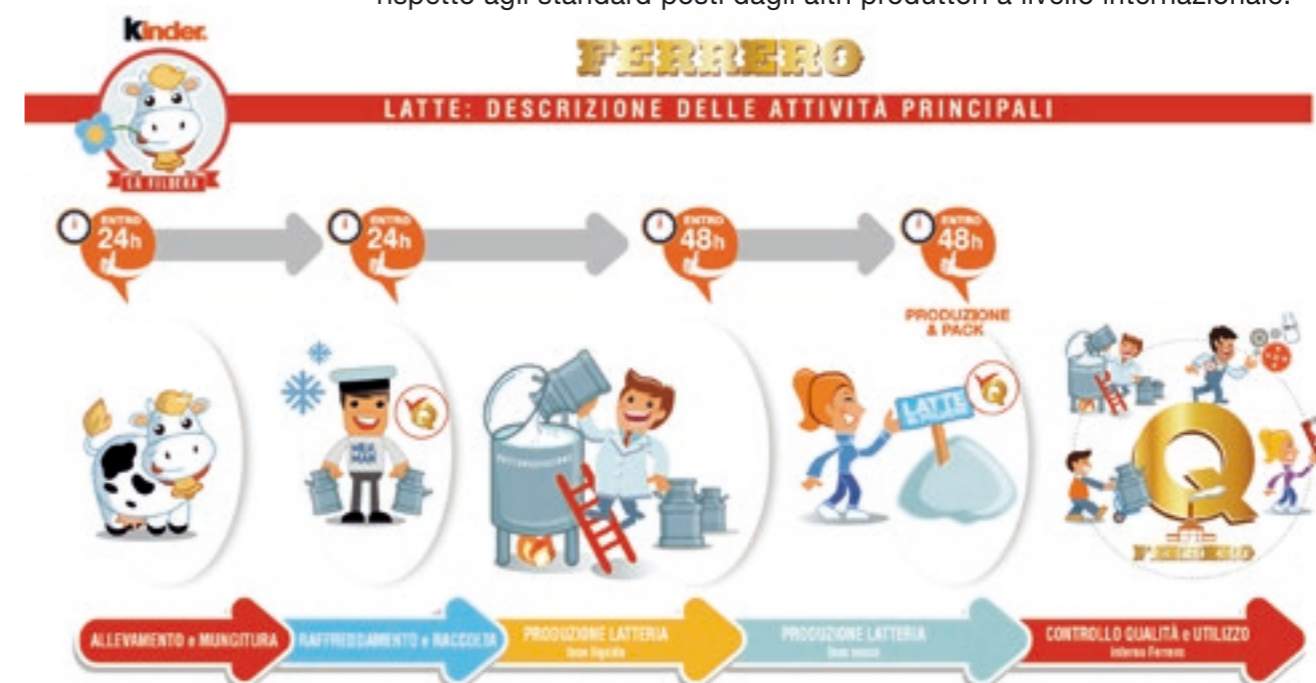 rispetto agli standard posti dagli altri produttori a livello internazionale.
Kinder
FERRERO
LATTE: DESCRIZIONE DELLE ATTIVITÀ PRINCIPALI
LA FILIERA
ENTRO
24h
ENTRO
24h
ENTRO
48h
ENTRO
48h
PRODUZIONE
& PACK
MILK
MAN
Q
LATTE
Q
Q
FERRERO
ALLEVAMENTO e MUNGITURA
RAFFREDDAMENTO e RACCOLTA
PRODUZIONE LATTERIA
fase liquida
PRODUZIONE LATTERIA
fase secca
CONTROLLO QUALITÀ e UTILIZZO
interno Ferrero